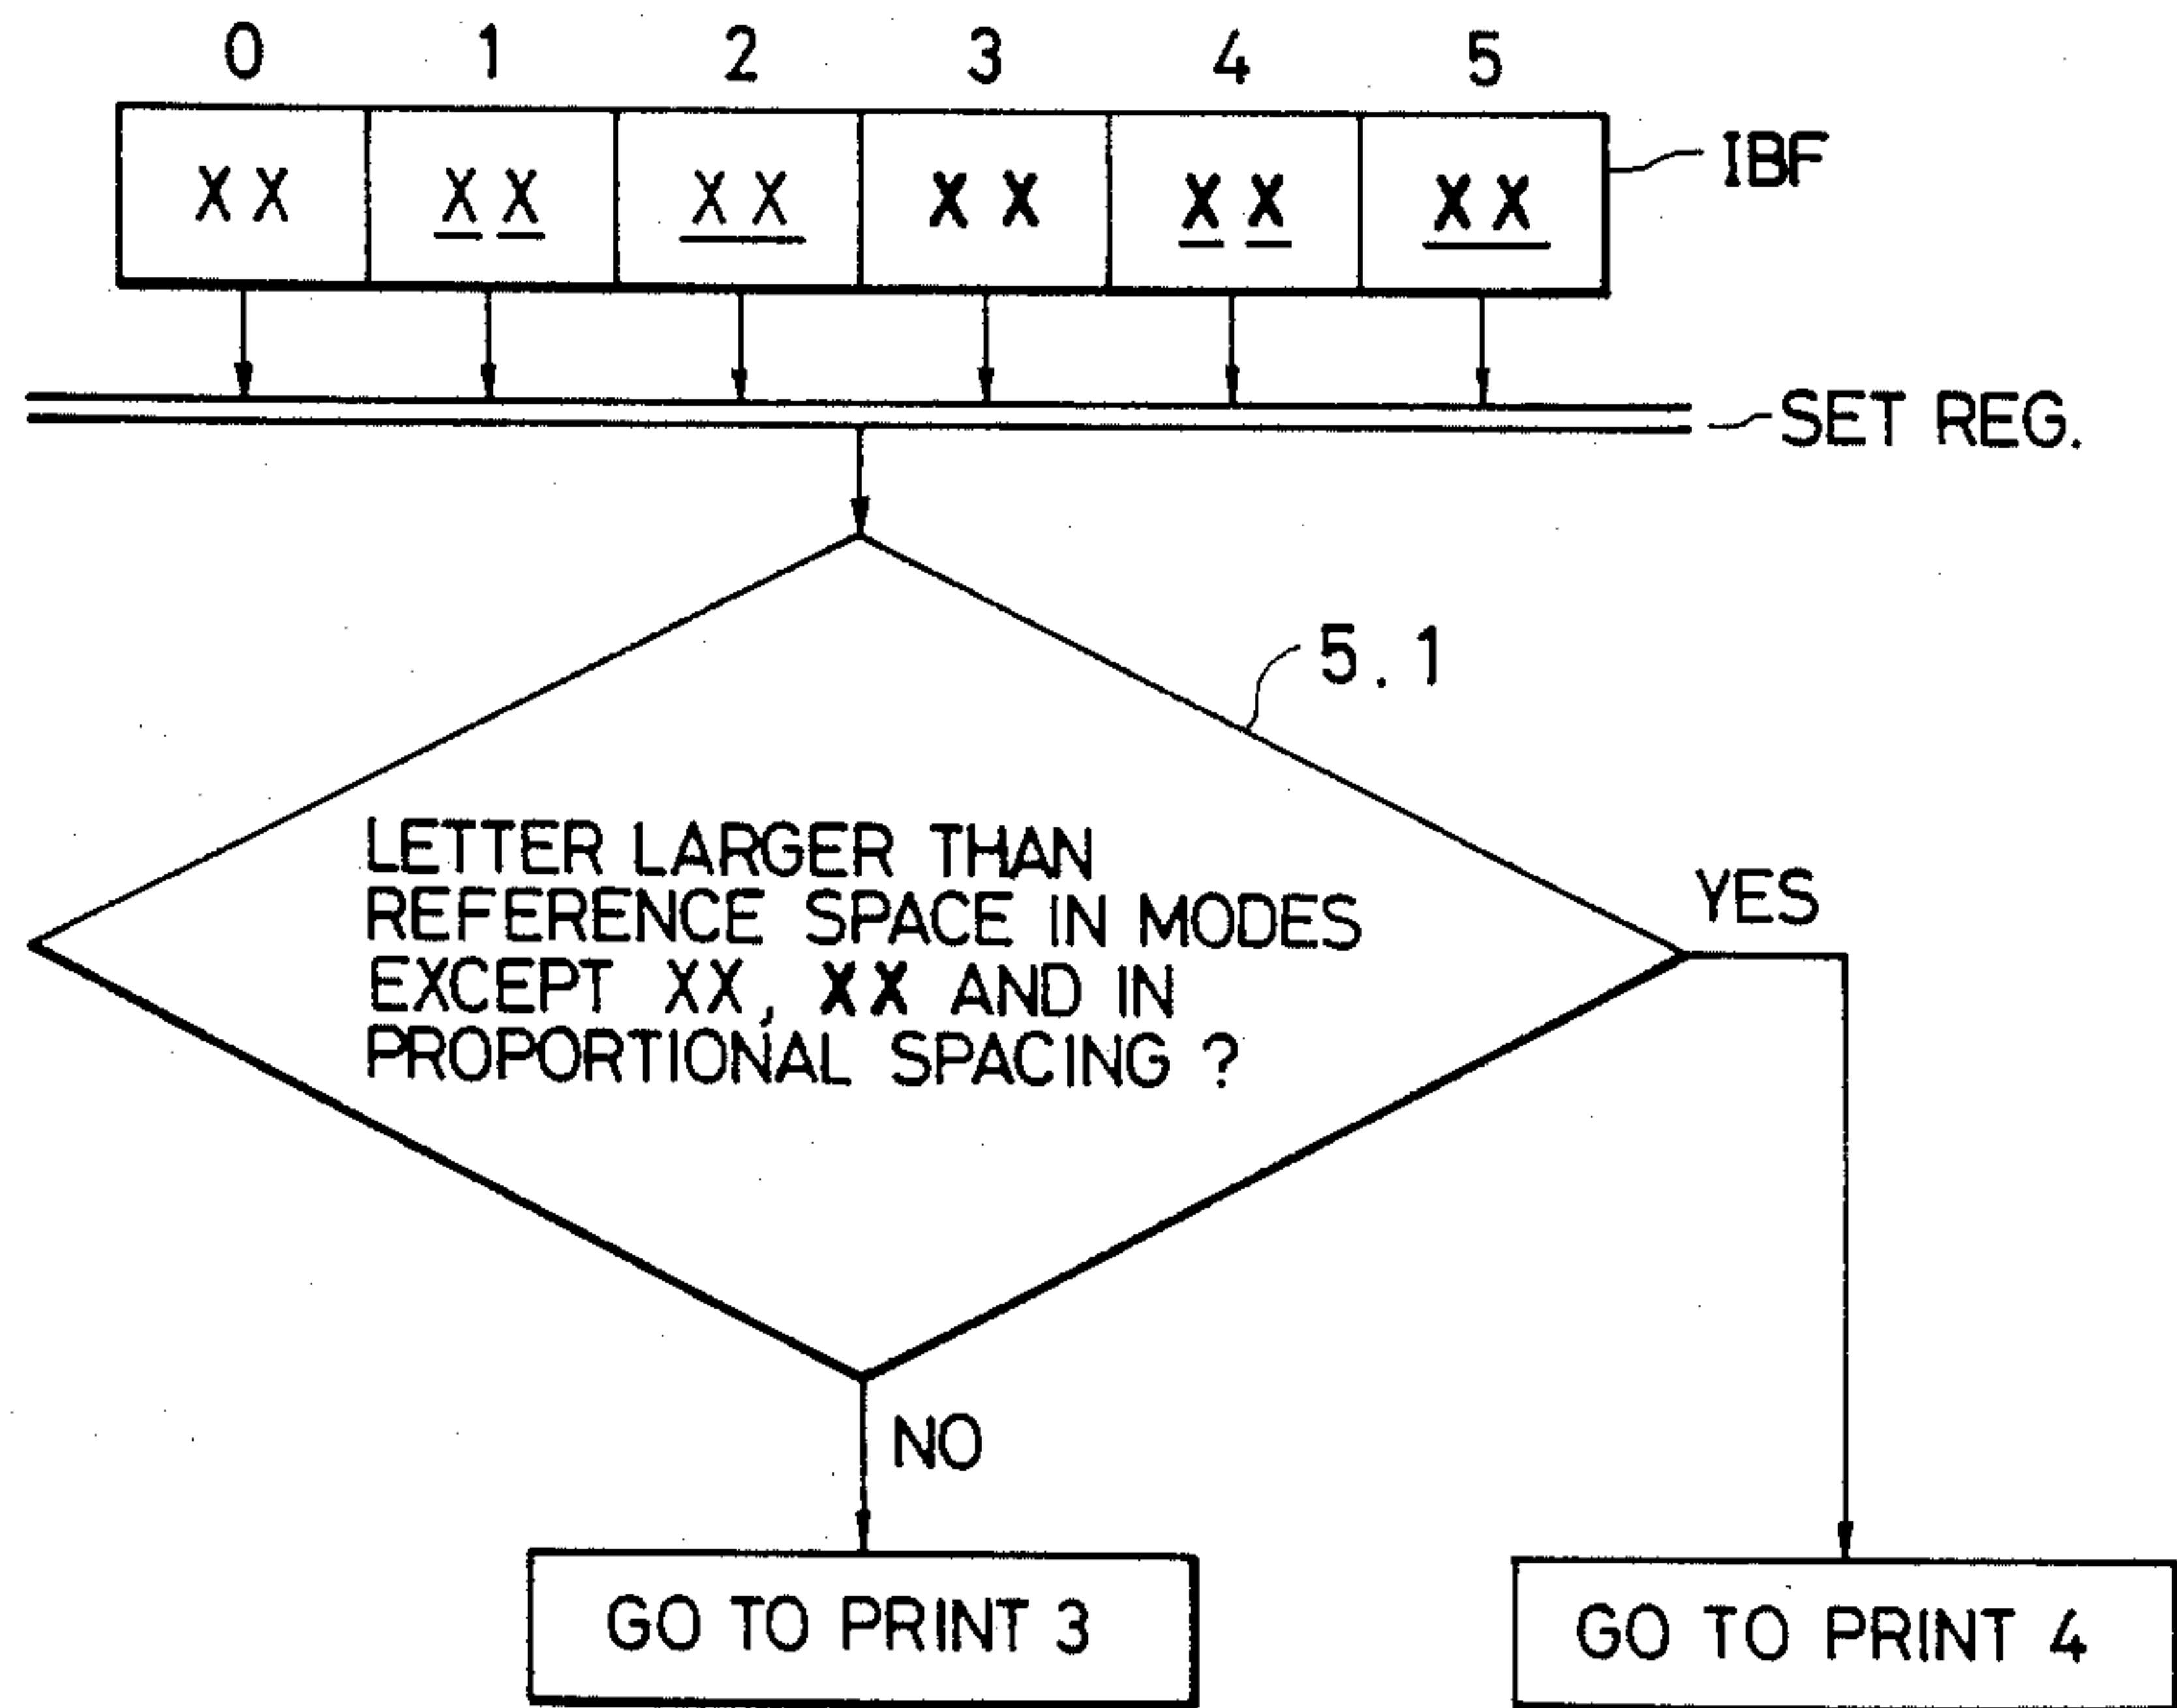 0 1 2 3 4 5
XX XX XX XX XX XX IBF
SET REG.
5.1
LETTER LARGER THAN
REFERENCE SPACE IN MODES
EXCEPT XX, XX AND IN
PROPORTIONAL SPACING ?
YES
NO
GO TO PRINT 3
GO TO PRINT 4